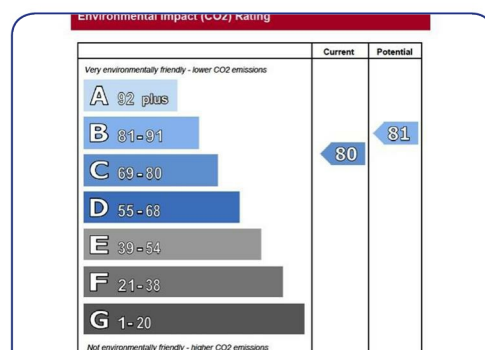 Environmental Impact (CO2) Rating
Current Potential
Very environmentally friendly - lower CO2 emissions
A 92 plus
B 81-91
81
C 69-80
80
D 55-68
E 39-54
F 21-38
G 1-20
Not environmentally friendly - higher CO2 emissions